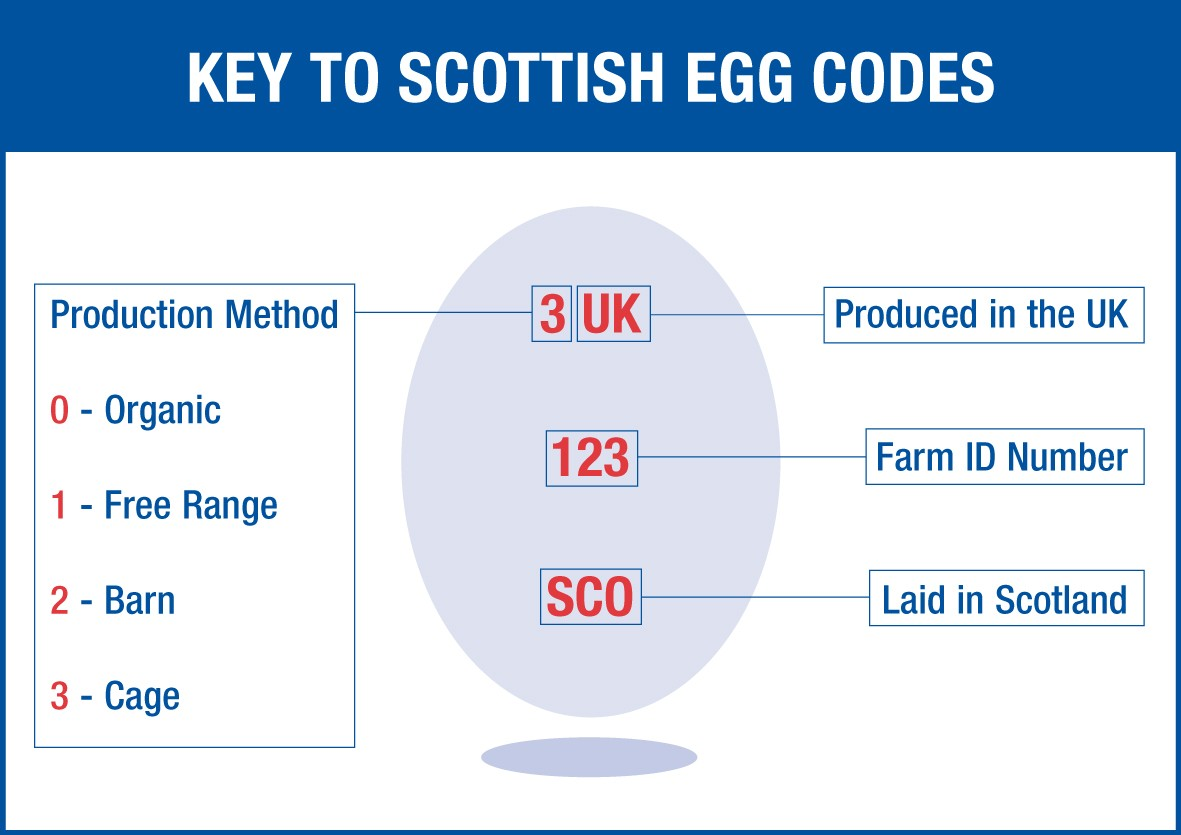 KEY TO SCOTTISH EGG CODES
Production Method
0 - Organic
1 - Free Range
2 - Barn
3 - Cage
3 UK
123
SCO
Produced in the UK
Farm ID Number
Laid in Scotland